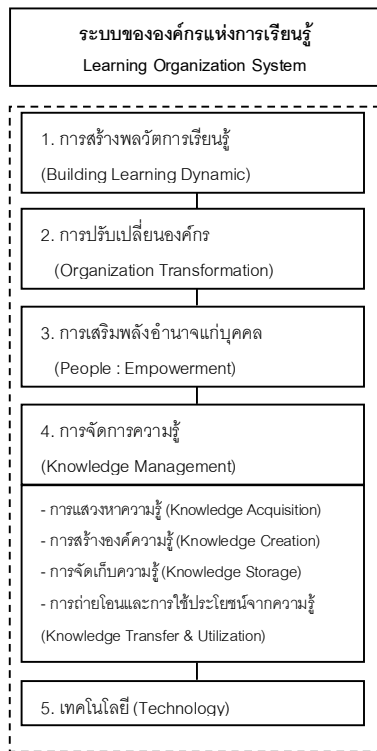 ระบบขององค์กรแห่งการเรียนรู้
Learning Organization System
1. การสร้างพลวัตการเรียนรู้
(Building Learning Dynamic)
2. การปรับเปลี่ยนองค์กร
(Organization Transformation)
3. การเสริมพลังอำนาจแก่บุคคล
(People : Empowerment)
4. การจัดการความรู้
(Knowledge Management)
- การแสวงหาความรู้ (Knowledge Acquisition)
- การสร้างองค์ความรู้ (Knowledge Creation)
- การจัดเก็บความรู้ (Knowledge Storage)
- การถ่ายโอนและการใช้ประโยชน์จากความรู้
(Knowledge Transfer & Utilization)
5. เทคโนโลยี (Technology)